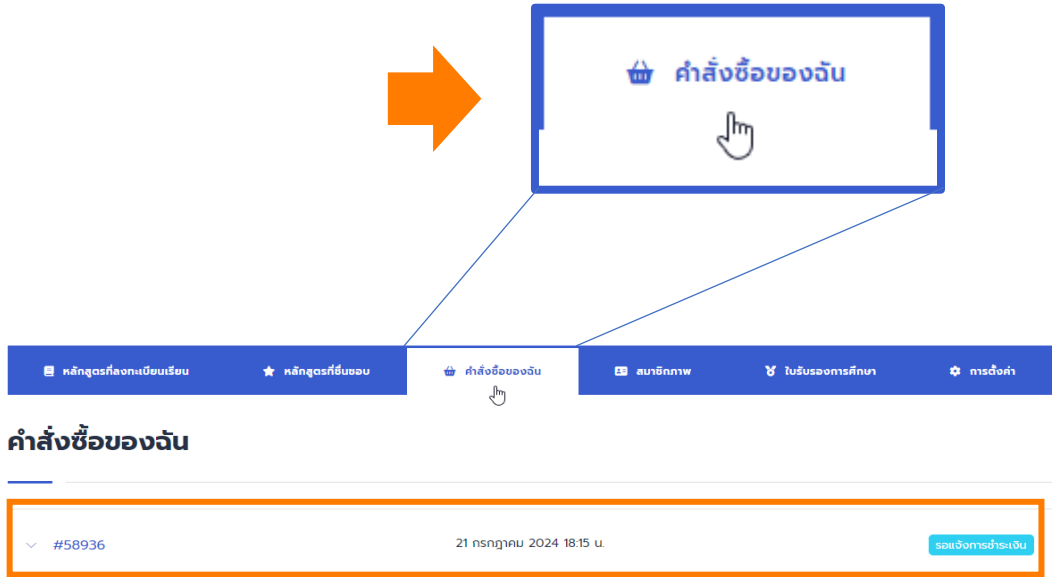 คำสั่งซื้อของฉัน
หลักสูตรที่ลงทะเบียนเรียน หลักสูตรที่ชื่นชอบ คำสั่งซื้อของฉัน สมาชิกภาพ ใบรับรองการศึกษา การตั้งค่า
คำสั่งซื้อของฉัน
#58936 21 กรกฎาคม 2024 18:15 น. รอแจ้งการชำระเงิน